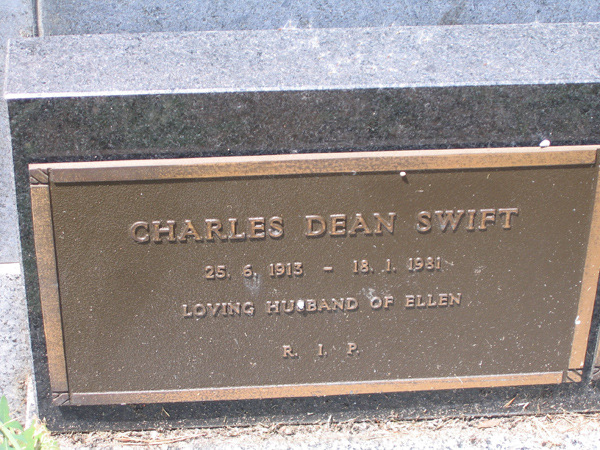 CHARLES DEAN SWIFT
25. 6. 1913 - 18. 1. 1981
LOVING HUSBAND OF ELLEN
R. I. P.